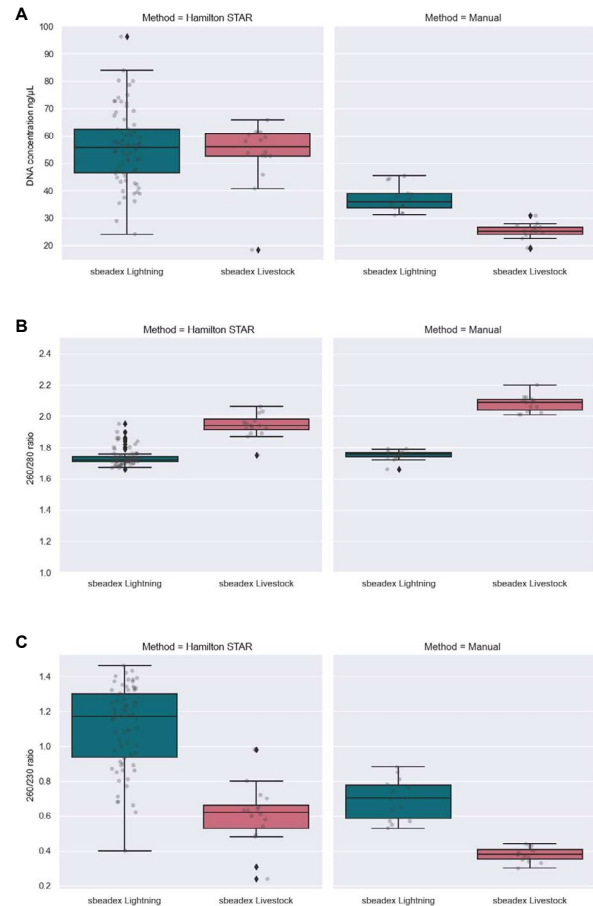 A
Method = Hamilton STAR Method = Manual
100
90
80
70
60
50
40
30
20
DNA concentration ng/µL
sbeadex Lightning sbeadex Livestock sbeadex Lightning sbeadex Livestock
B
Method = Hamilton STAR Method = Manual
2.4
2.2
2.0
1.8
1.6
1.4
1.2
1.0
260/280 ratio
sbeadex Lightning sbeadex Livestock sbeadex Lightning sbeadex Livestock
C
Method = Hamilton STAR Method = Manual
1.4
1.2
1.0
0.8
0.6
0.4
0.2
260/230 ratio
sbeadex Lightning sbeadex Livestock sbeadex Lightning sbeadex Livestock